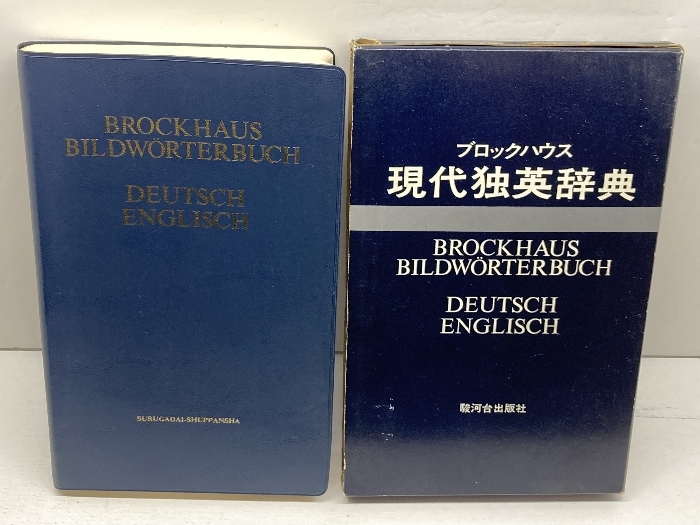 BROCKHAUS
BILDWÖRTERBUCH
DEUTSCH
ENGLISCH
SURUGADAI-SHUPPANSHA
ブロックハウス
現代独英辞典
BROCKHAUS
BILDWÖRTERBUCH
DEUTSCH
ENGLISCH
駿河台出版社